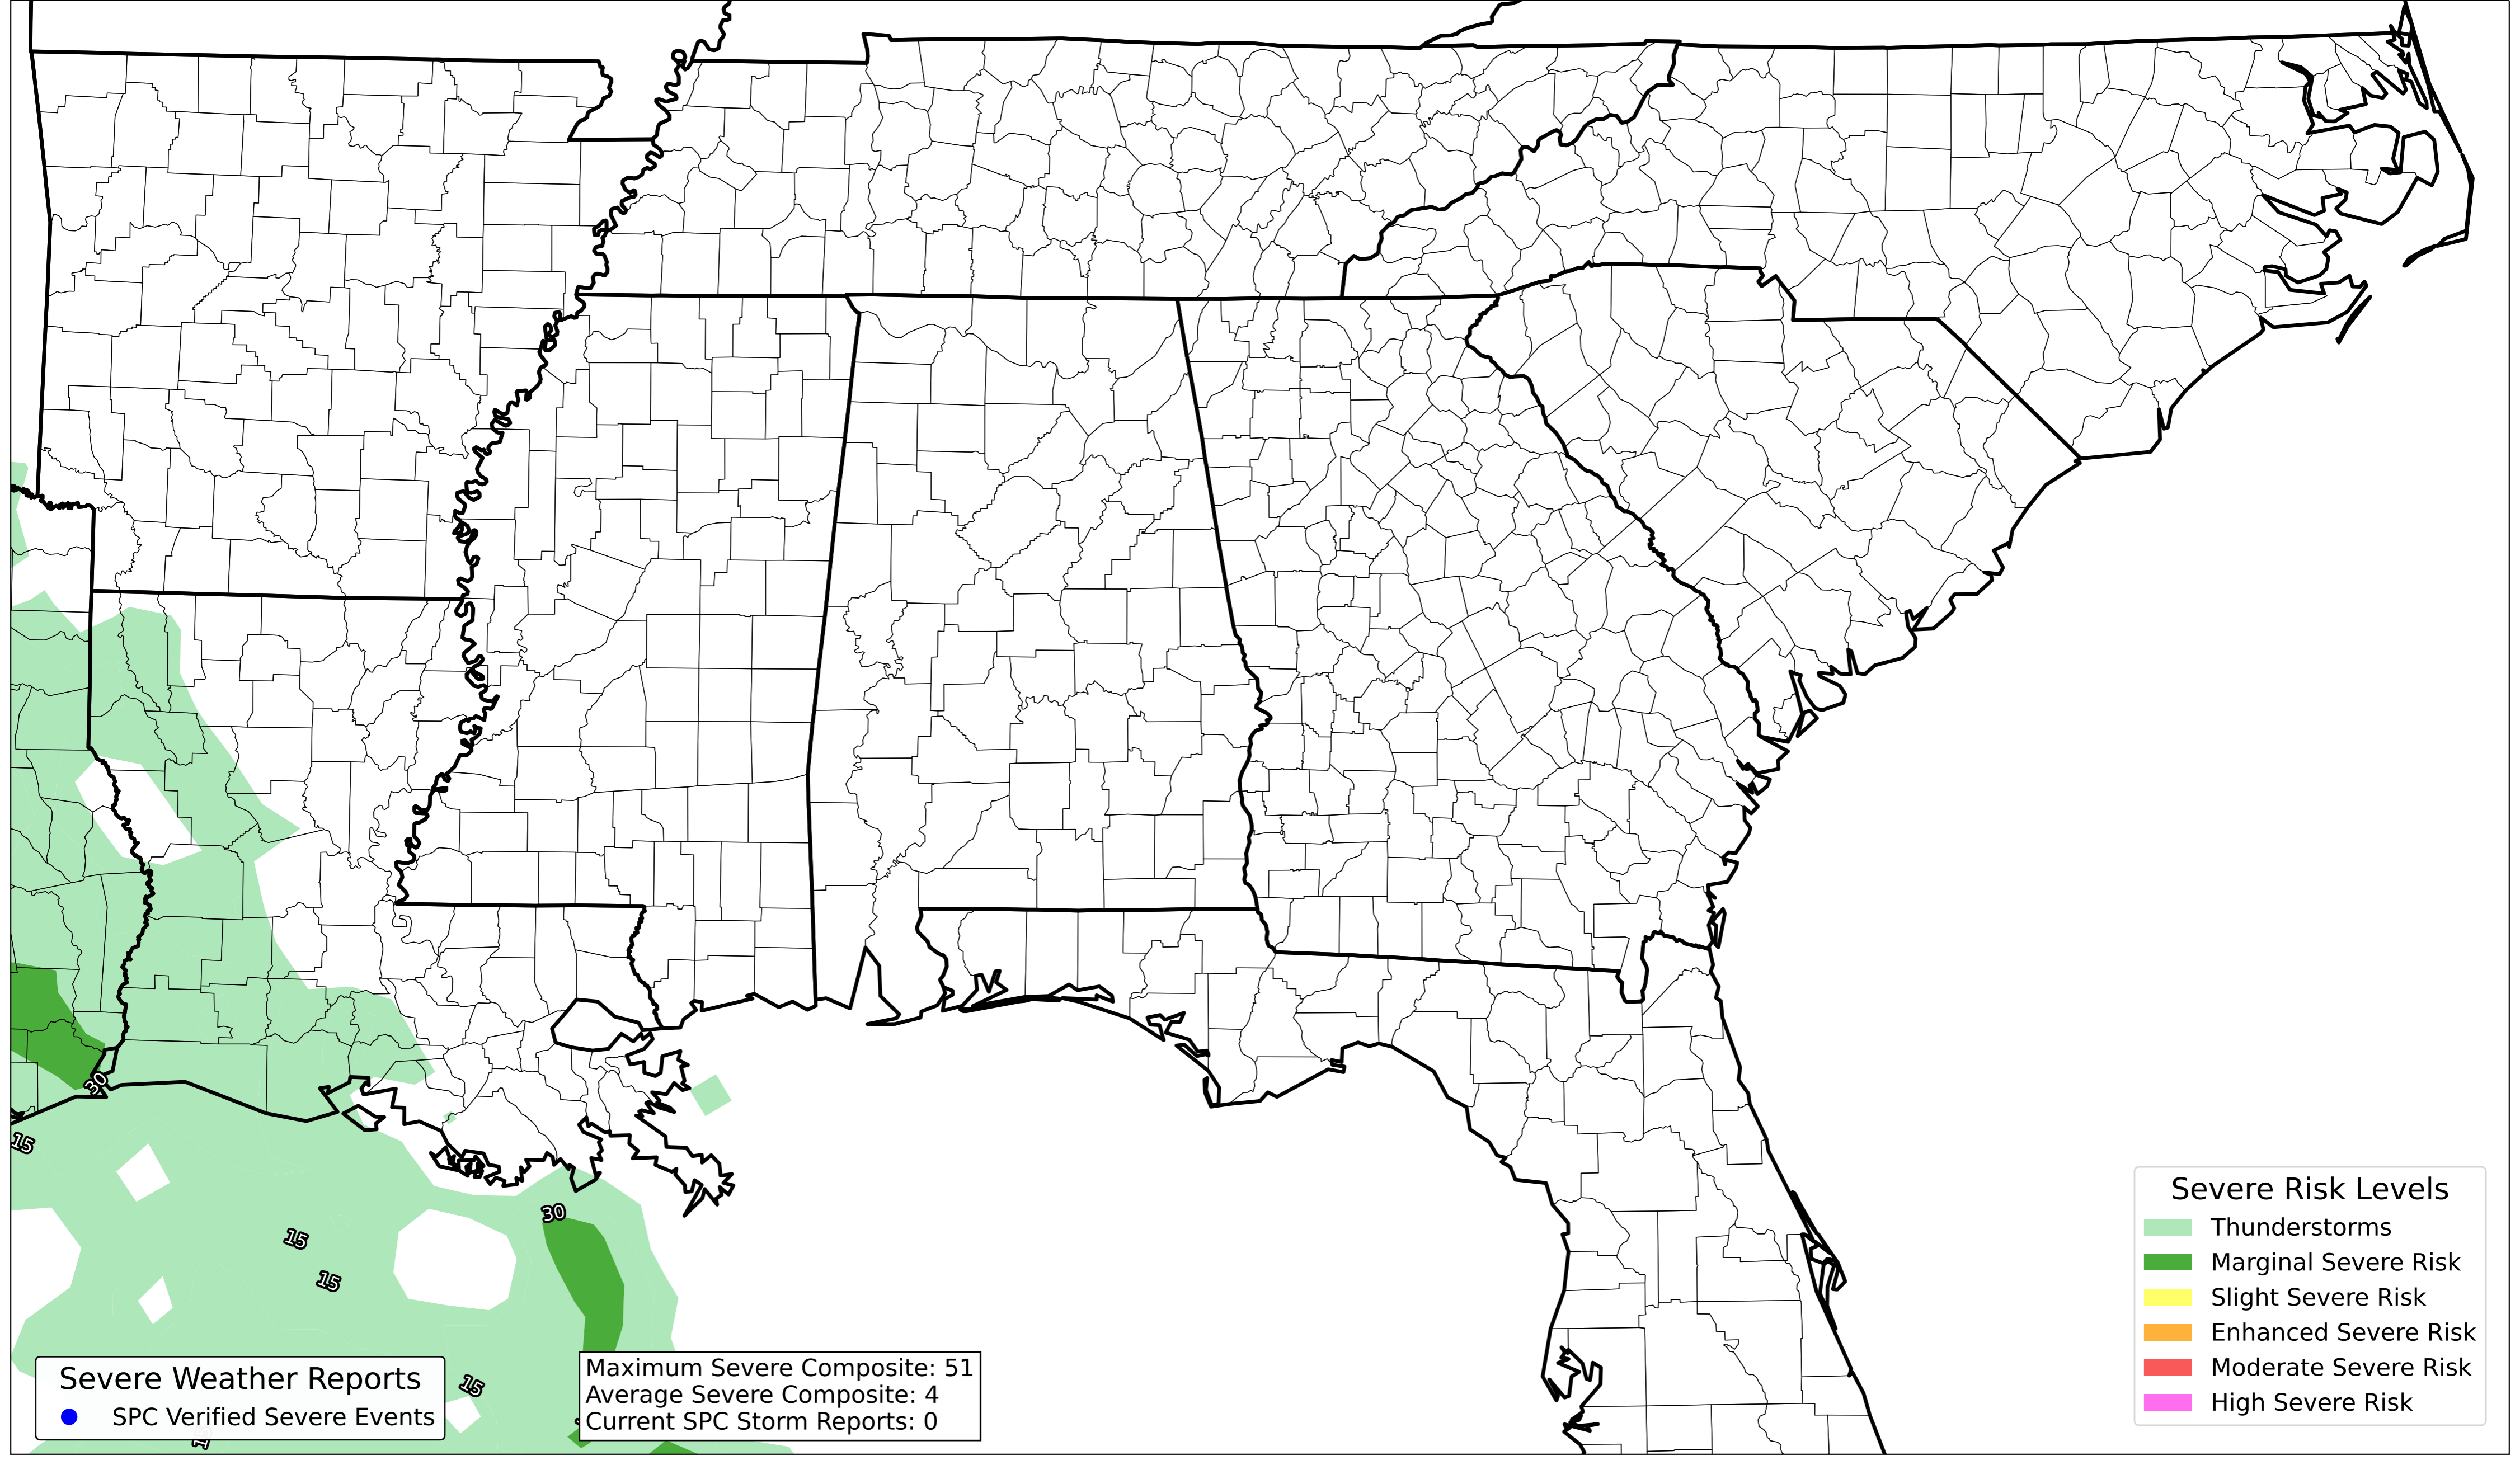 30
15
30
15
15
15
Severe Weather Reports
SPC Verified Severe Events
Maximum Severe Composite: 51
Average Severe Composite: 4
Current SPC Storm Reports: 0
Severe Risk Levels
Thunderstorms
Marginal Severe Risk
Slight Severe Risk
Enhanced Severe Risk
Moderate Severe Risk
High Severe Risk